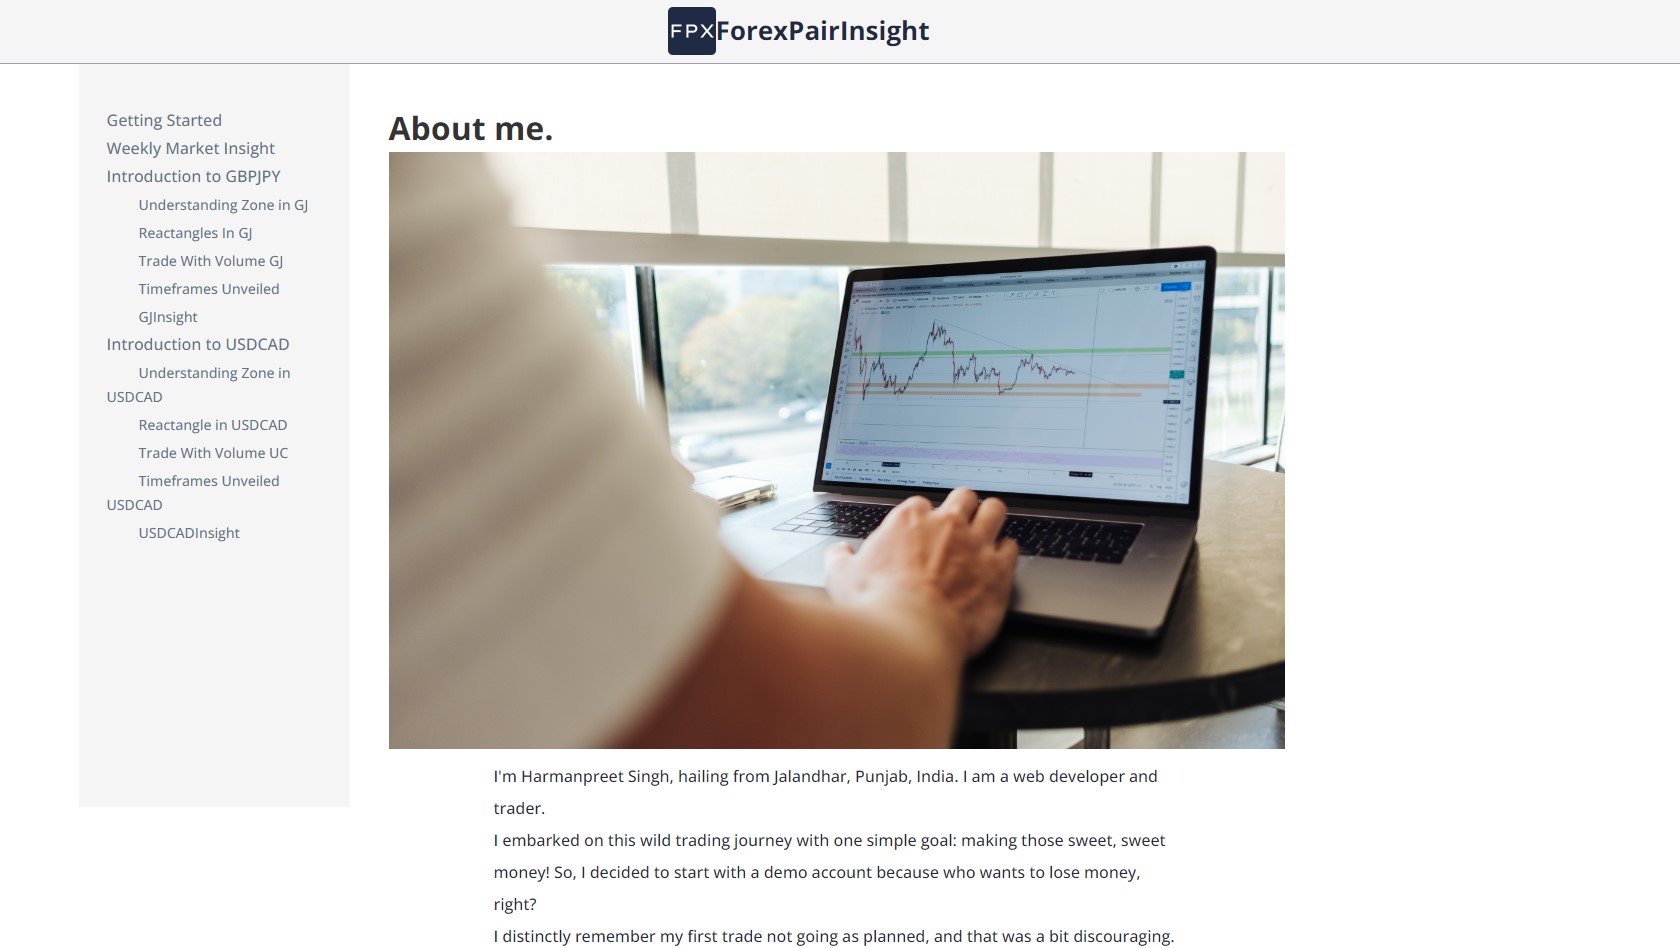 FPX ForexPairInsight
Getting Started
Weekly Market Insight
Introduction to GBPJPY
Understanding Zone in GJ
Reactangles In GJ
Trade With Volume GJ
Timeframes Unveiled
GJInsight
Introduction to USDCAD
Understanding Zone in
USDCAD
Reactangle in USDCAD
Trade With Volume UC
Timeframes Unveiled
USDCAD
USDCADInsight
About me.
I'm Harmanpreet Singh, hailing from Jalandhar, Punjab, India. I am a web developer and
trader.
I embarked on this wild trading journey with one simple goal: making those sweet, sweet
money! So, I decided to start with a demo account because who wants to lose money,
right?
I distinctly remember my first trade not going as planned, and that was a bit discouraging.